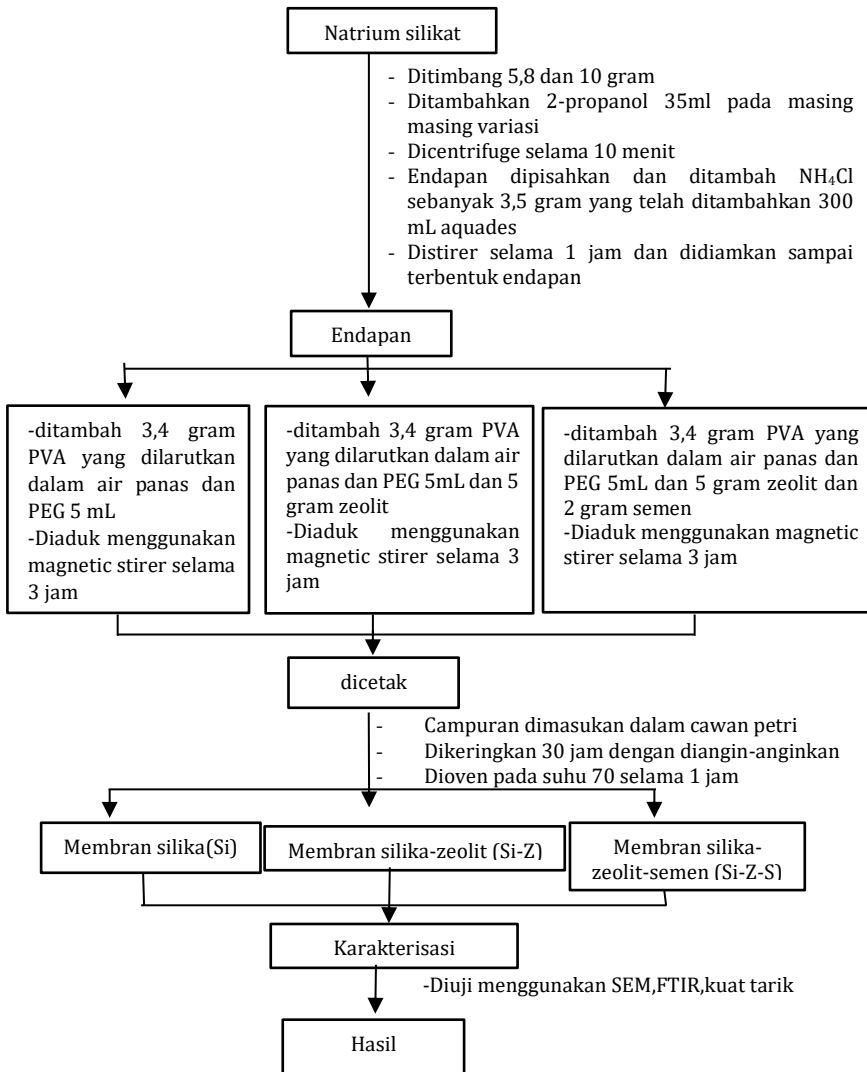 Natrium silikat
- Ditimbang 5,8 dan 10 gram
- Ditambahkan 2-propanol 35ml pada masing
masing variasi
- Dicentrifuge selama 10 menit
- Endapan dipisahkan dan ditambah NH₄Cl
sebanyak 3,5 gram yang telah ditambahkan 300
mL aquades
- Distirer selama 1 jam dan didiamkan sampai
terbentuk endapan
Endapan
-ditambah 3,4 gram
PVA yang dilarutkan
dalam air panas dan
PEG 5 mL
-Diaduk menggunakan
magnetic stirer selama
3 jam
-ditambah 3,4 gram PVA
yang dilarutkan dalam air
panas dan PEG 5mL dan 5
gram zeolit
-Diaduk menggunakan
magnetic stirer selama 3
jam
-ditambah 3,4 gram PVA yang
dilarutkan dalam air panas dan
PEG 5mL dan 5 gram zeolit dan
2 gram semen
-Diaduk menggunakan magnetic
stirer selama 3 jam
dicetak
- Campuran dimasukan dalam cawan petri
- Dikeringkan 30 jam dengan diangin-anginkan
- Dioven pada suhu 70 selama 1 jam
Membran silika(Si)
Membran silika-zeolit (Si-Z)
Membran silika-
zeolit-semen (Si-Z-S)
Karakterisasi
-Diuji menggunakan SEM,FTIR,kuat tarik
Hasil